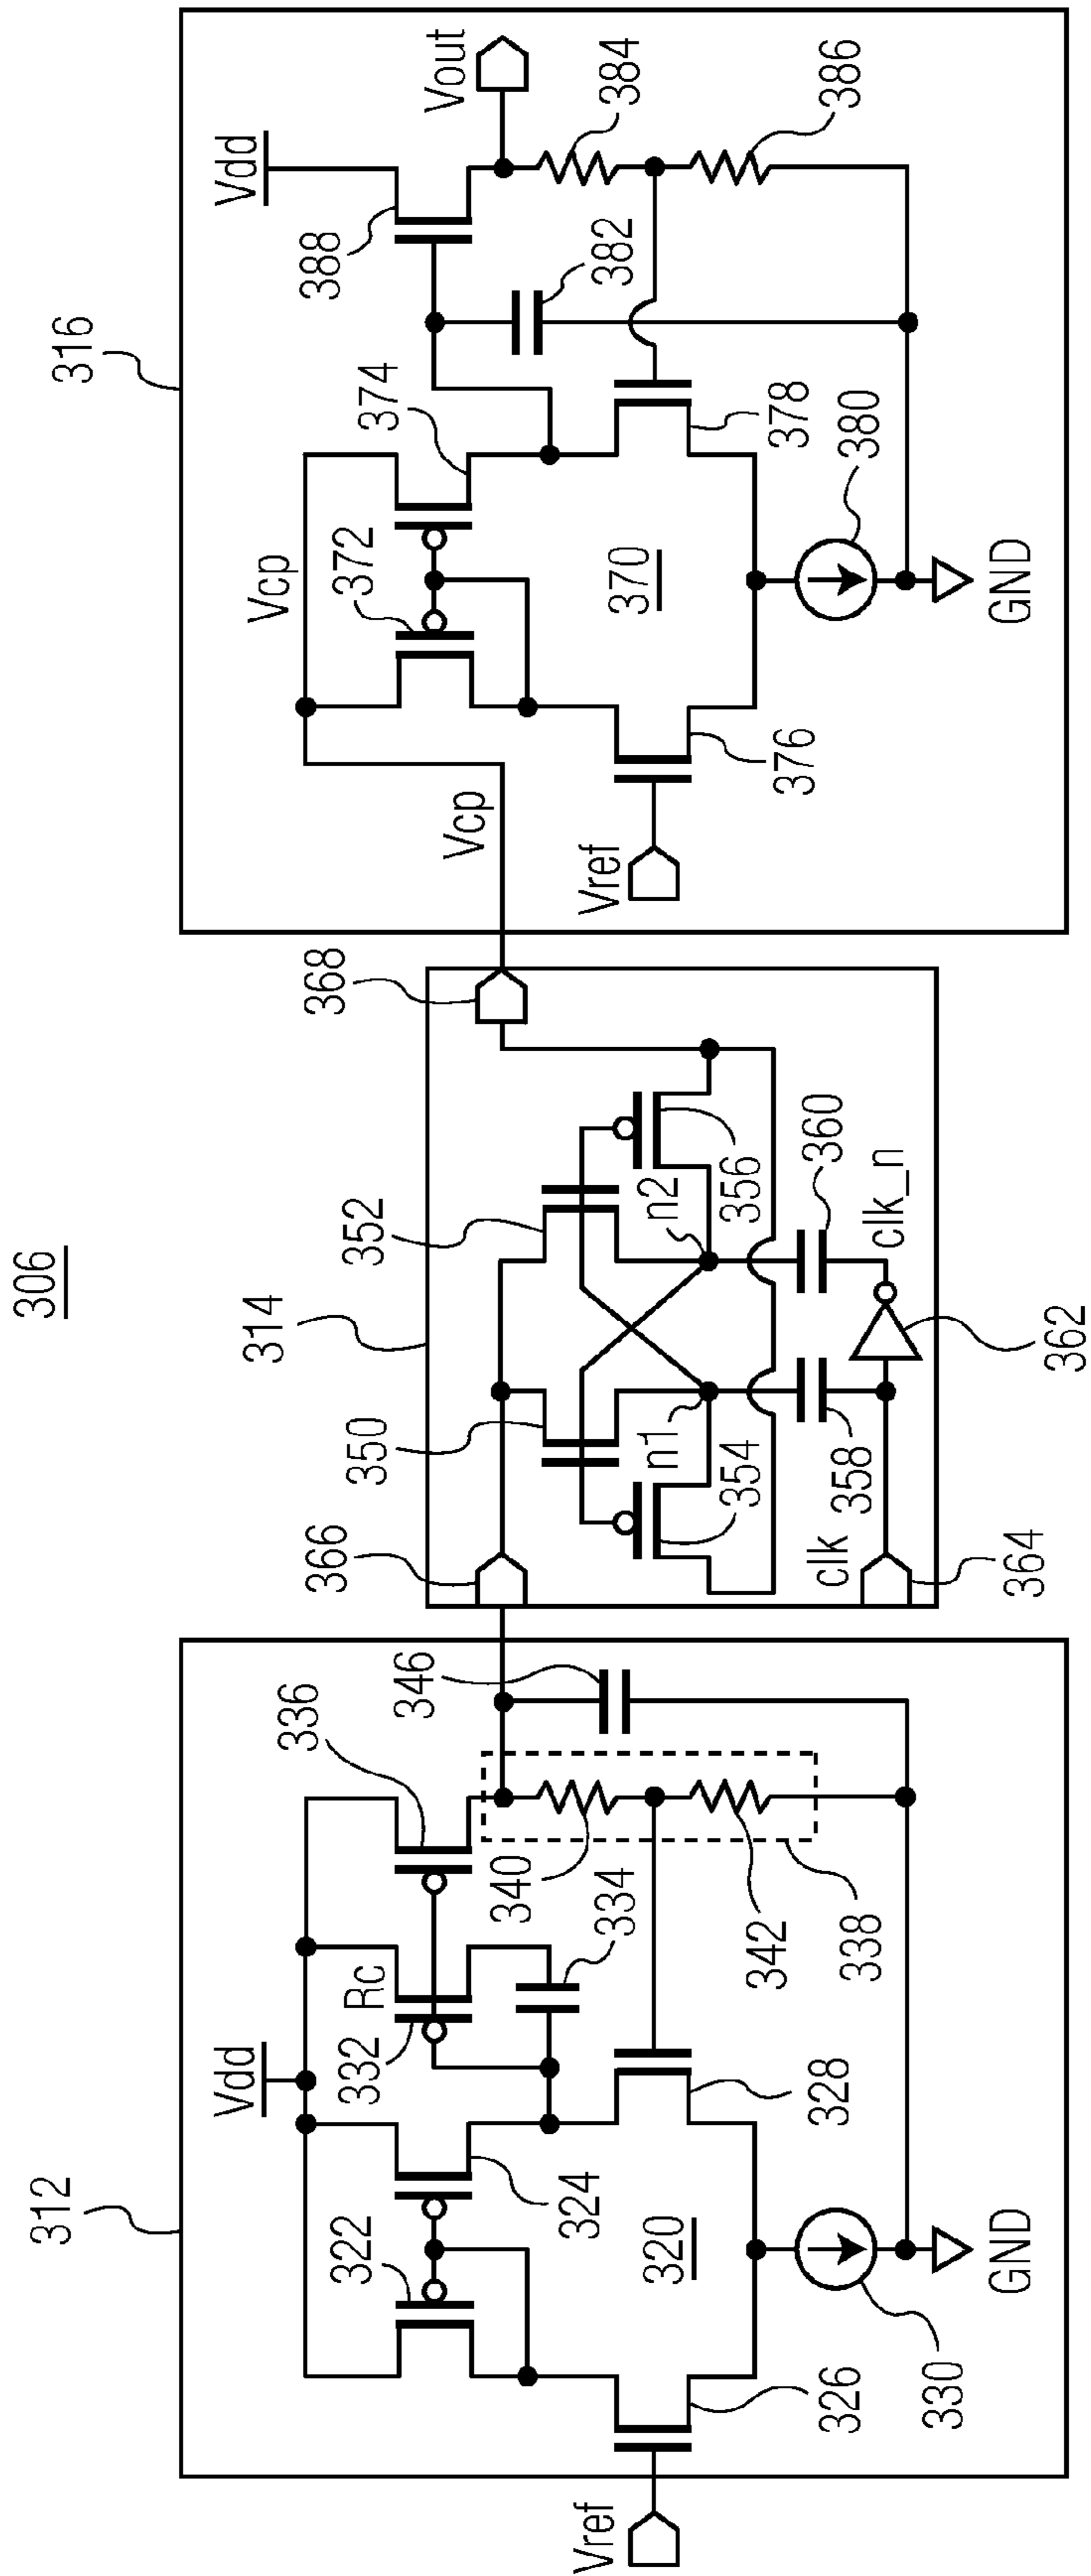 306
312
Vdd
322
324
332
Rc
336
334
340
342
338
346
320
326
328
330
GND
Vref
314
366
350
352
n1
n2
354
356
358
360
clk
clk_n
362
364
368
316
Vcp
Vcp
372
374
Vdd
388
Vout
382
384
386
370
376
378
380
Vref
GND